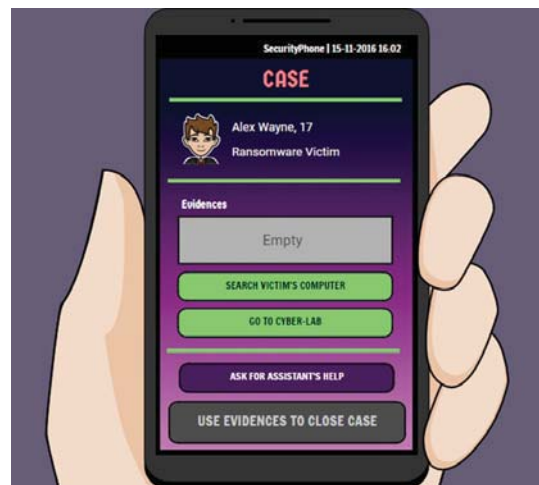 SecurityPhone | 15-11-2016 16:02
CASE
Alex Wayne, 17
Ransomware Victim
Evidences
Empty
SEARCH VICTIM'S COMPUTER
GO TO CYBER-LAB
ASK FOR ASSISTANT'S HELP
USE EVIDENCES TO CLOSE CASE